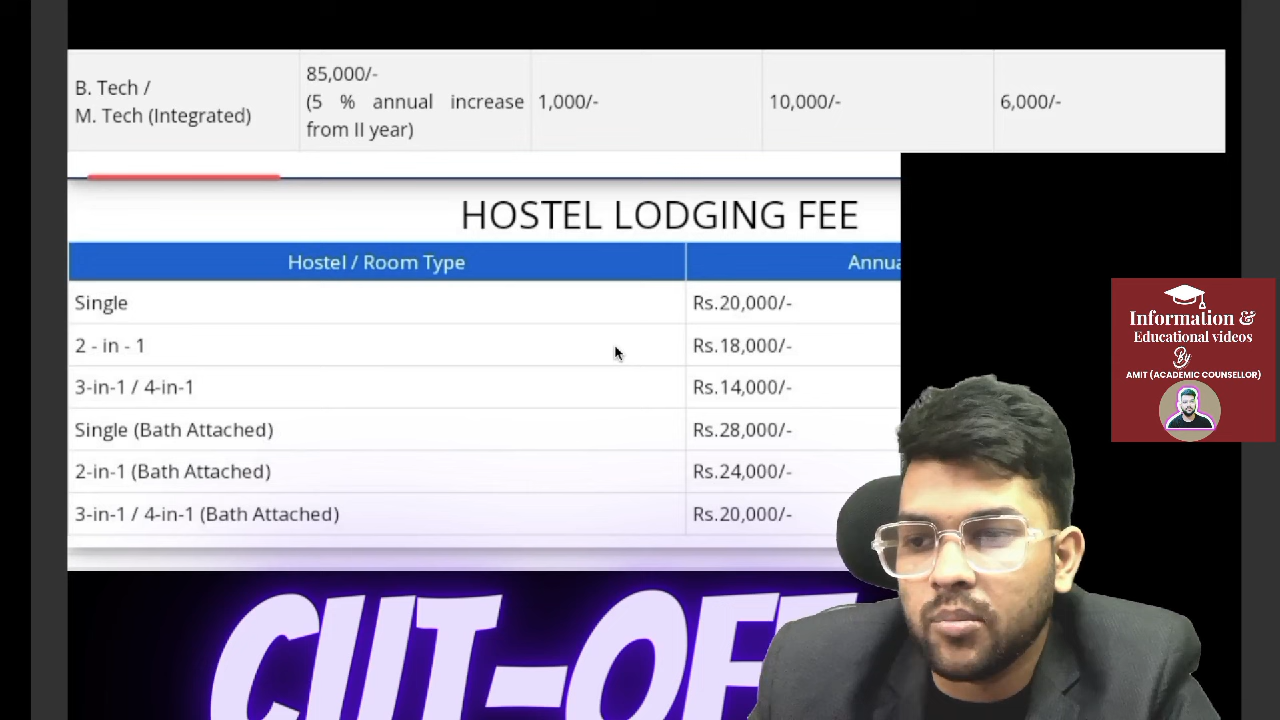 B. Tech /
M. Tech (Integrated)
85,000/-
(5 % annual increase
from II year)
1,000/-
10,000/-
6,000/-
HOSTEL LODGING FEE
Hostel / Room Type
Annua
Single
Rs.20,000/-
2 - in - 1
Rs.18,000/-
3-in-1 / 4-in-1
Rs.14,000/-
Single (Bath Attached)
Rs.28,000/-
2-in-1 (Bath Attached)
Rs.24,000/-
3-in-1 / 4-in-1 (Bath Attached)
Rs.20,000/-
Information &
Educational videos
By
AMIT (ACADEMIC COUNSELLOR)
CUT-OFF